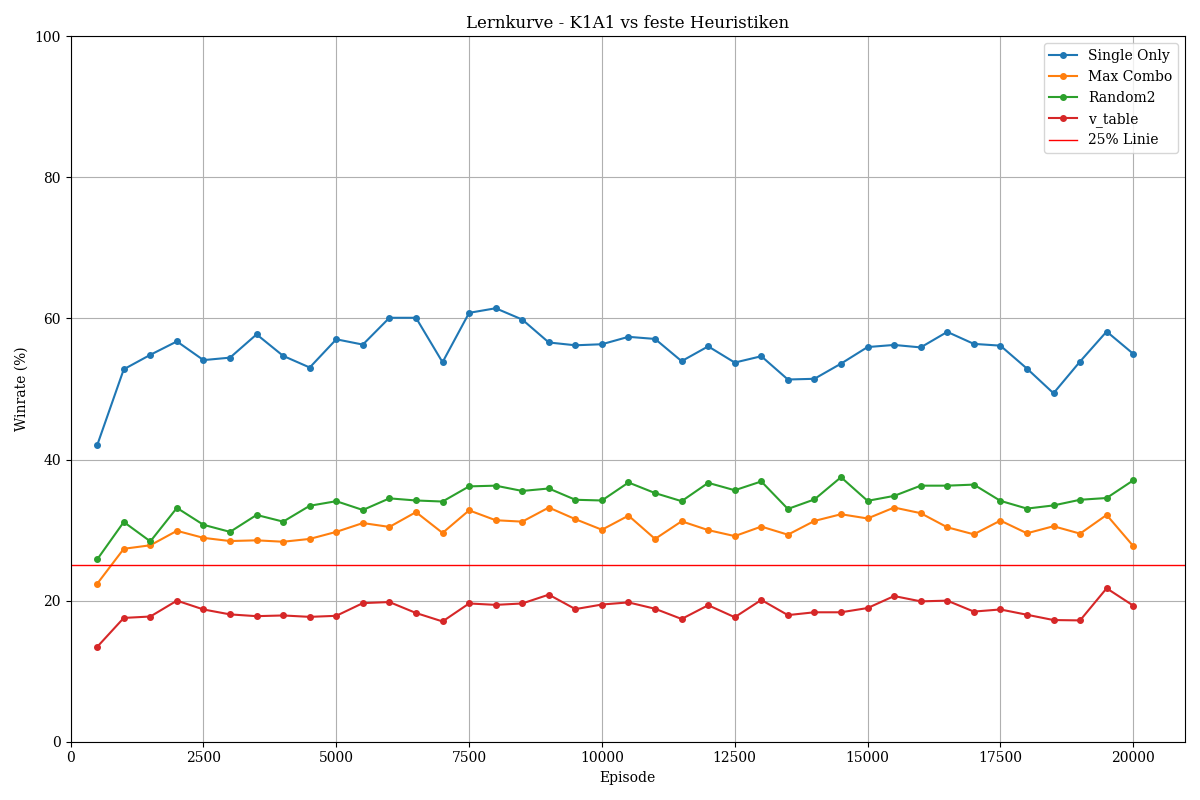 Lernkurve - K1A1 vs feste Heuristiken
Winrate (%)
100
80
60
40
20
0
Single Only
Max Combo
Random2
v_table
25% Linie
0 2500 5000 7500 10000 12500 15000 17500 20000
Episode